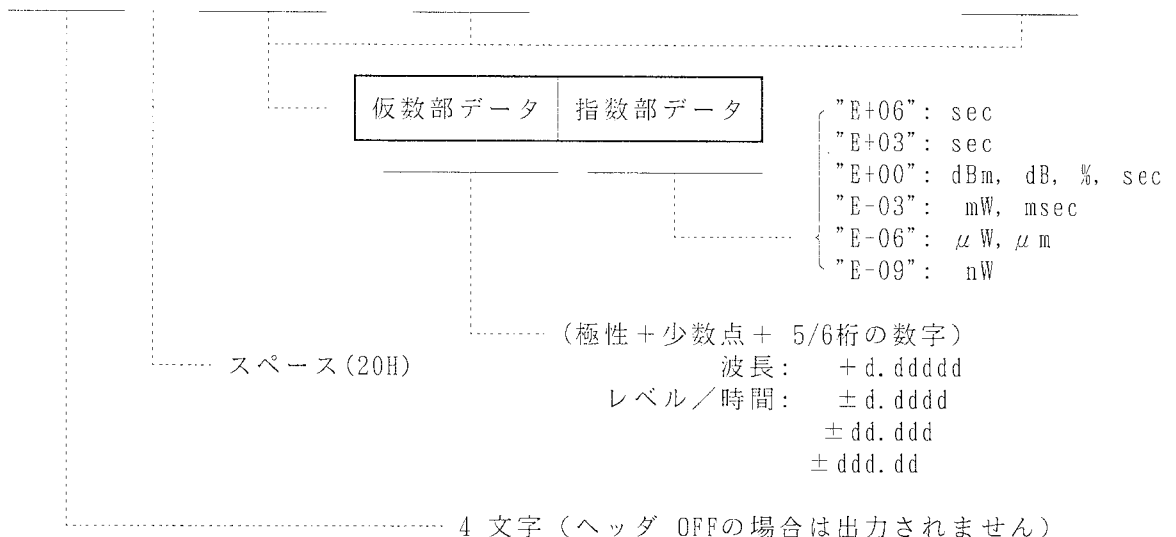 仮数部データ 指数部データ
"E+06": sec
"E+03": sec
"E+00": dBm, dB, %, sec
"E-03": mW, msec
"E-06": μW, μm
"E-09": nW
(極性+少数点+ 5/6桁の数字)
スペース(20H)
波長: +d.ddddd
レベル/時間: ±d.dddd
±dd.ddd
±ddd.dd
4 文字 (ヘッダ OFFの場合は出力されません)